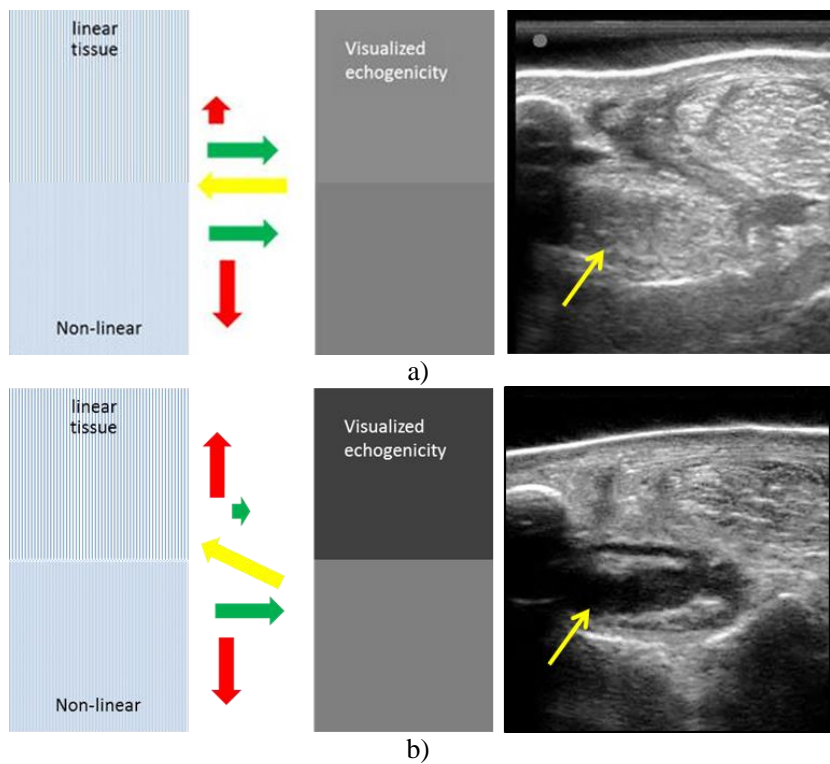 linear
tissue
Visualized
echogenicity
Non-linear
a)
linear
tissue
Visualized
echogenicity
Non-linear
b)